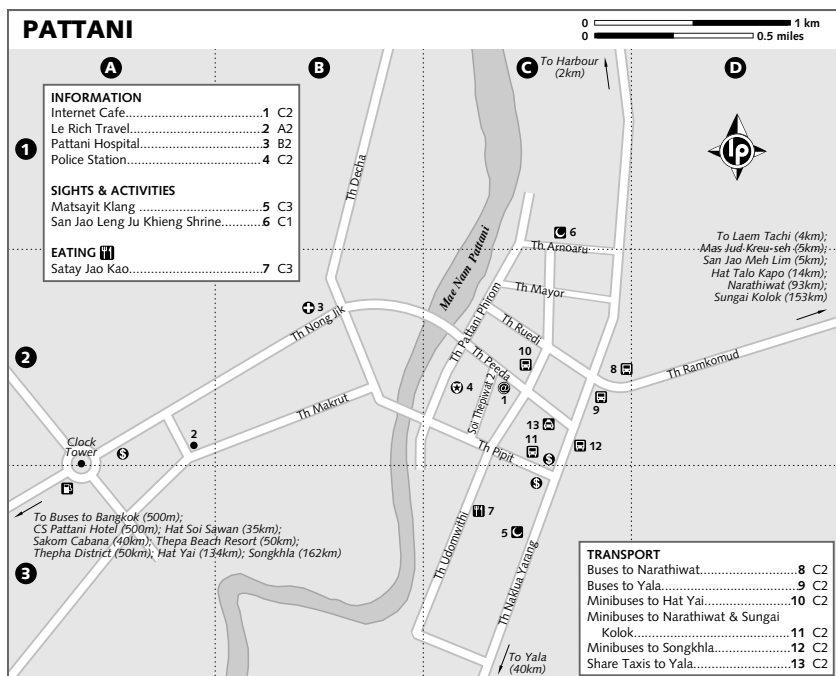 PATTANI
0 1 km
0 0.5 miles
A
B
C
D
To Harbour
(2km)
INFORMATION
Internet Cafe 1 C2
Le Rich Travel 2 A2
Pattani Hospital 3 B2
Police Station 4 C2
SIGHTS & ACTIVITIES
Matsayit Klang 5 C3
San Jao Leng Ju Khieng Shrine 6 C1
EATING
Satay Jao Kao 7 C3
1
lp
Th Decha
Mae Nam Pattani
6
Th Arnoaru
Th Mayor
Th Pattani Phirom
To Laem Tachi (4km);
Mas Jud Kreu-seh (5km);
San Jao Meh Lim (5km);
Hat Talo Kapo (14km);
Narathiwat (93km);
Sungai Kolok (153km)
3
Th Nong Jik
Th Ruedi
10
Th Peeda
2
8
Th Ramkomud
4
@
1
Soi Thepiwat 2
9
Th Makrut
2
13
11
12
Th Pipit
$
$
Clock
Tower
$
To Buses to Bangkok (500m);
CS Pattani Hotel (500m); Hat Soi Sawan (35km);
Sakom Cabana (40km); Thepa Beach Resort (50km);
Thepha District (50km); Hat Yai (134km); Songkhla (162km)
7
5
3
Th Udomwithi
Th Naklua Yarang
To Yala
(40km)
TRANSPORT
Buses to Narathiwat 8 C2
Buses to Yala 9 C2
Minibuses to Hat Yai 10 C2
Minibuses to Narathiwat & Sungai
Kolok 11 C2
Minibuses to Songkhla 12 C2
Share Taxis to Yala 13 C2